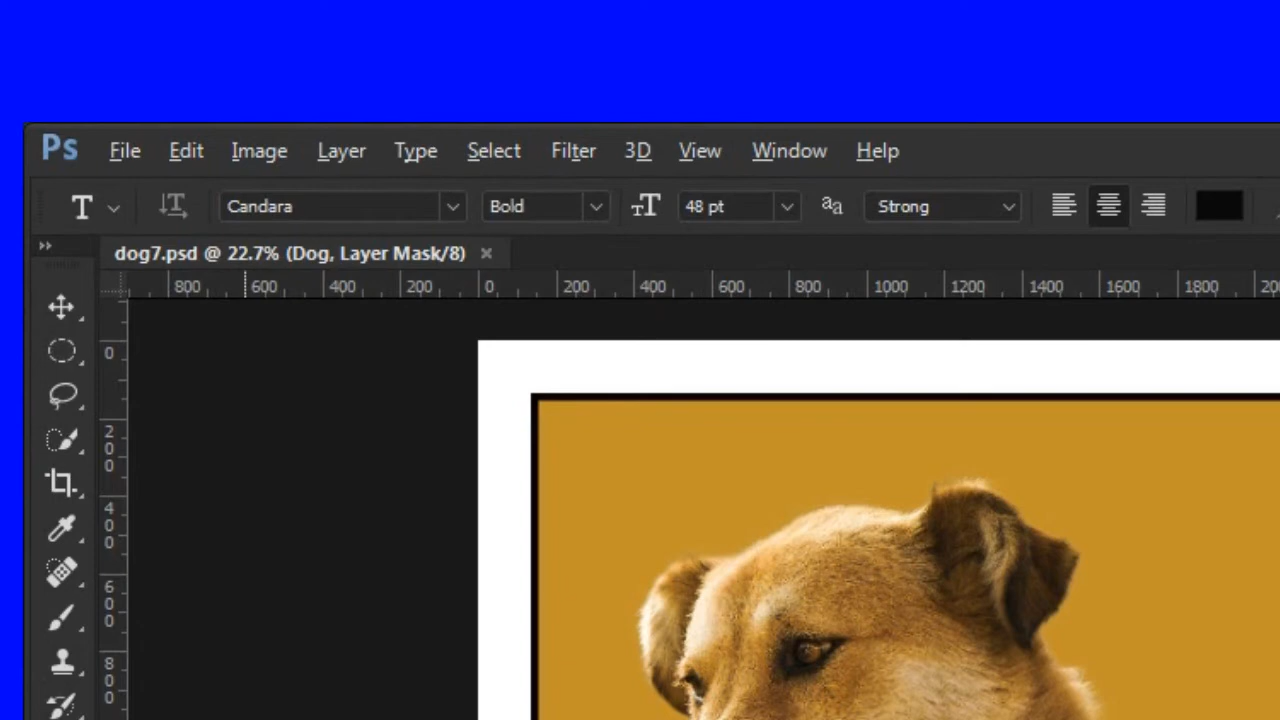 Ps File Edit Image Layer Type Select Filter 3D View Window Help
T T Candara Bold TT 48 pt aa Strong
dog7.psd @ 22.7% (Dog, Layer Mask/8) ×
800 600 400 200 0 200 400 600 800 1000 1200 1400 1600 1800
0
200
400
600
800